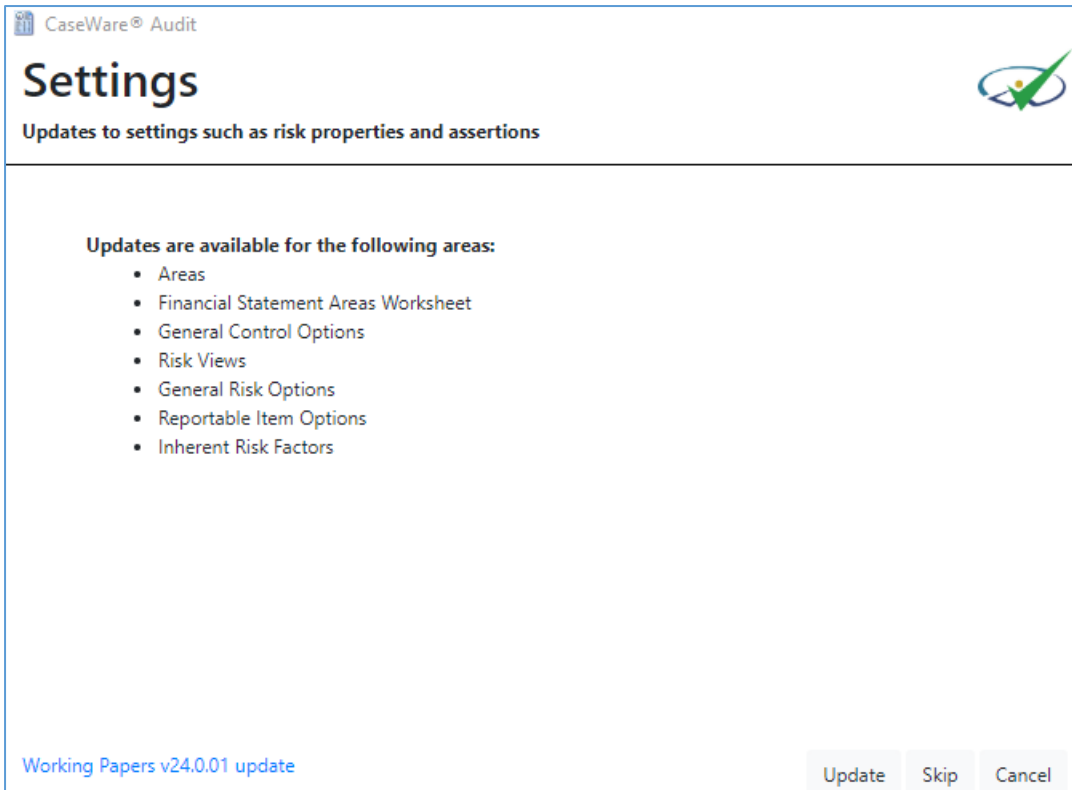 CaseWare® Audit
Settings
Updates to settings such as risk properties and assertions
Updates are available for the following areas:
• Areas
• Financial Statement Areas Worksheet
• General Control Options
• Risk Views
• General Risk Options
• Reportable Item Options
• Inherent Risk Factors
Working Papers v24.0.01 update
Update Skip Cancel